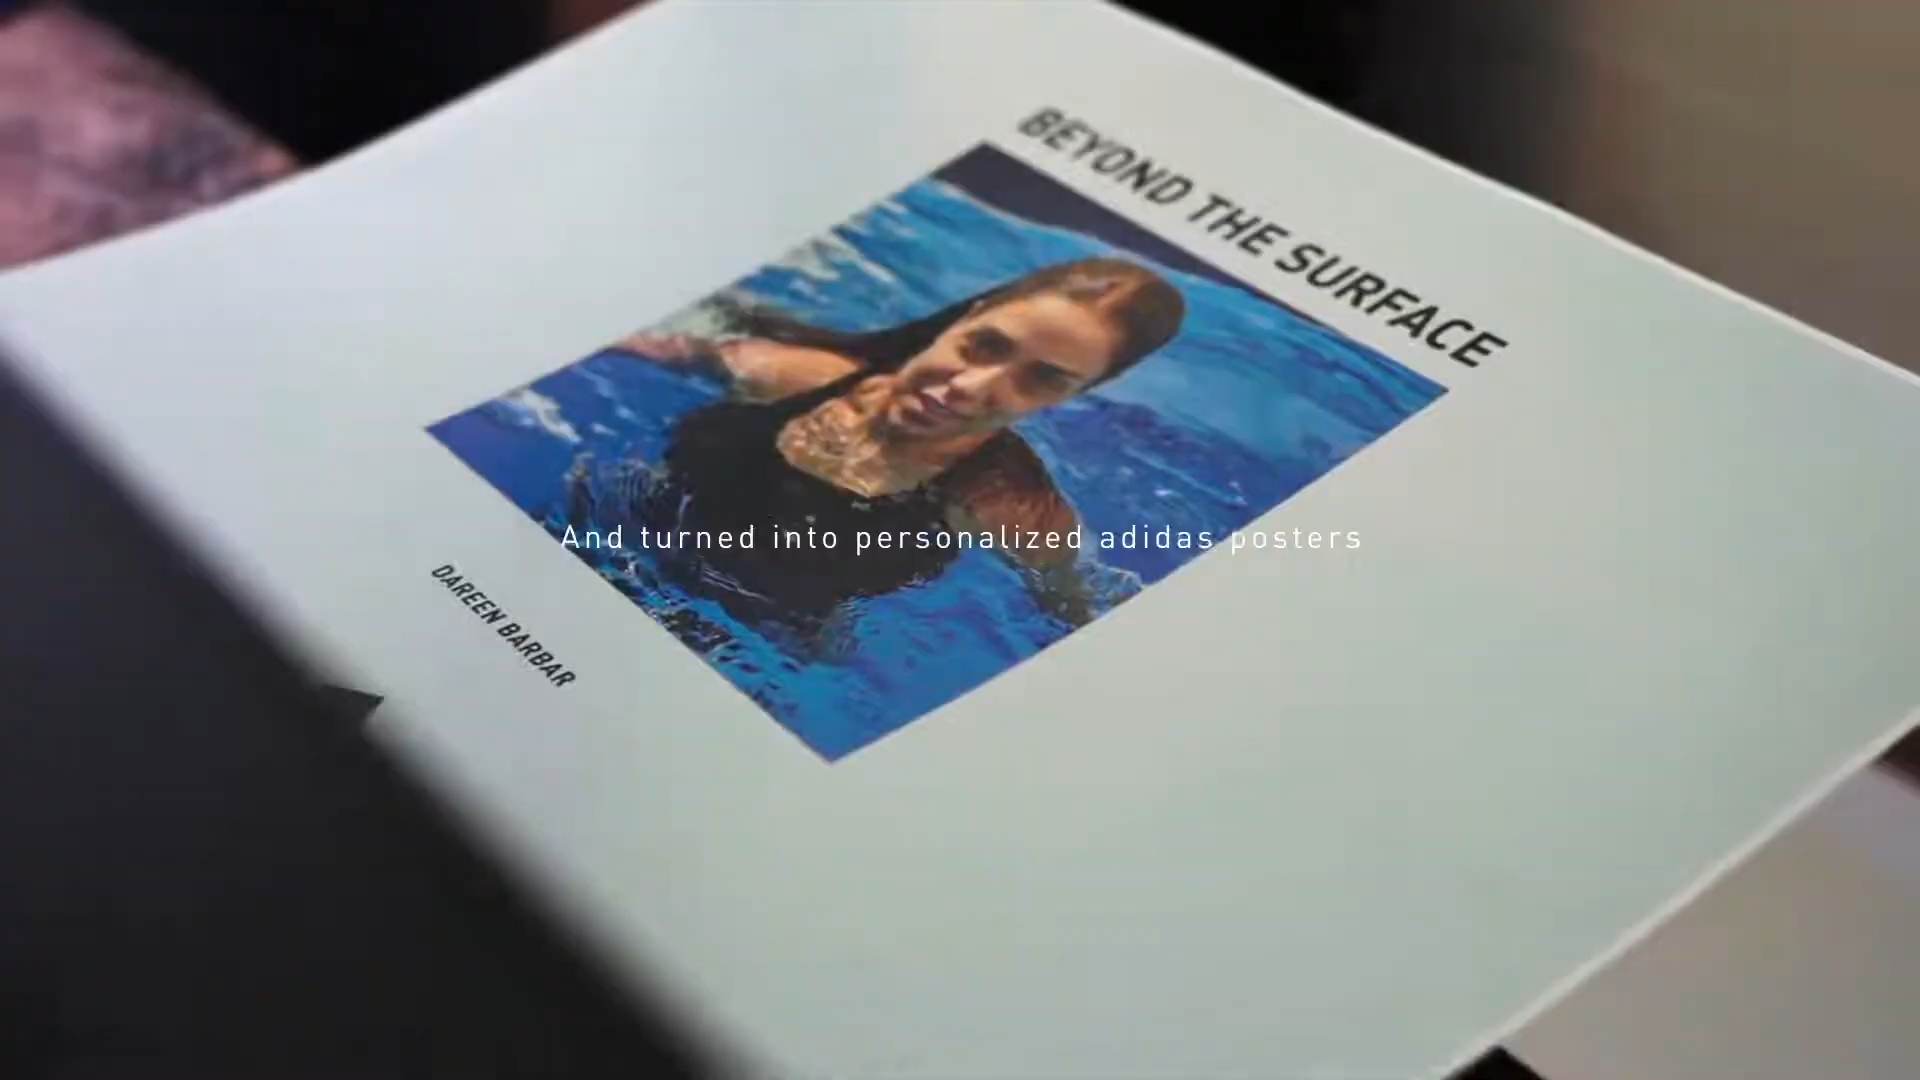 BEYOND THE SURFACE
And turned into personalized adidas posters
DAREEN BARBAR